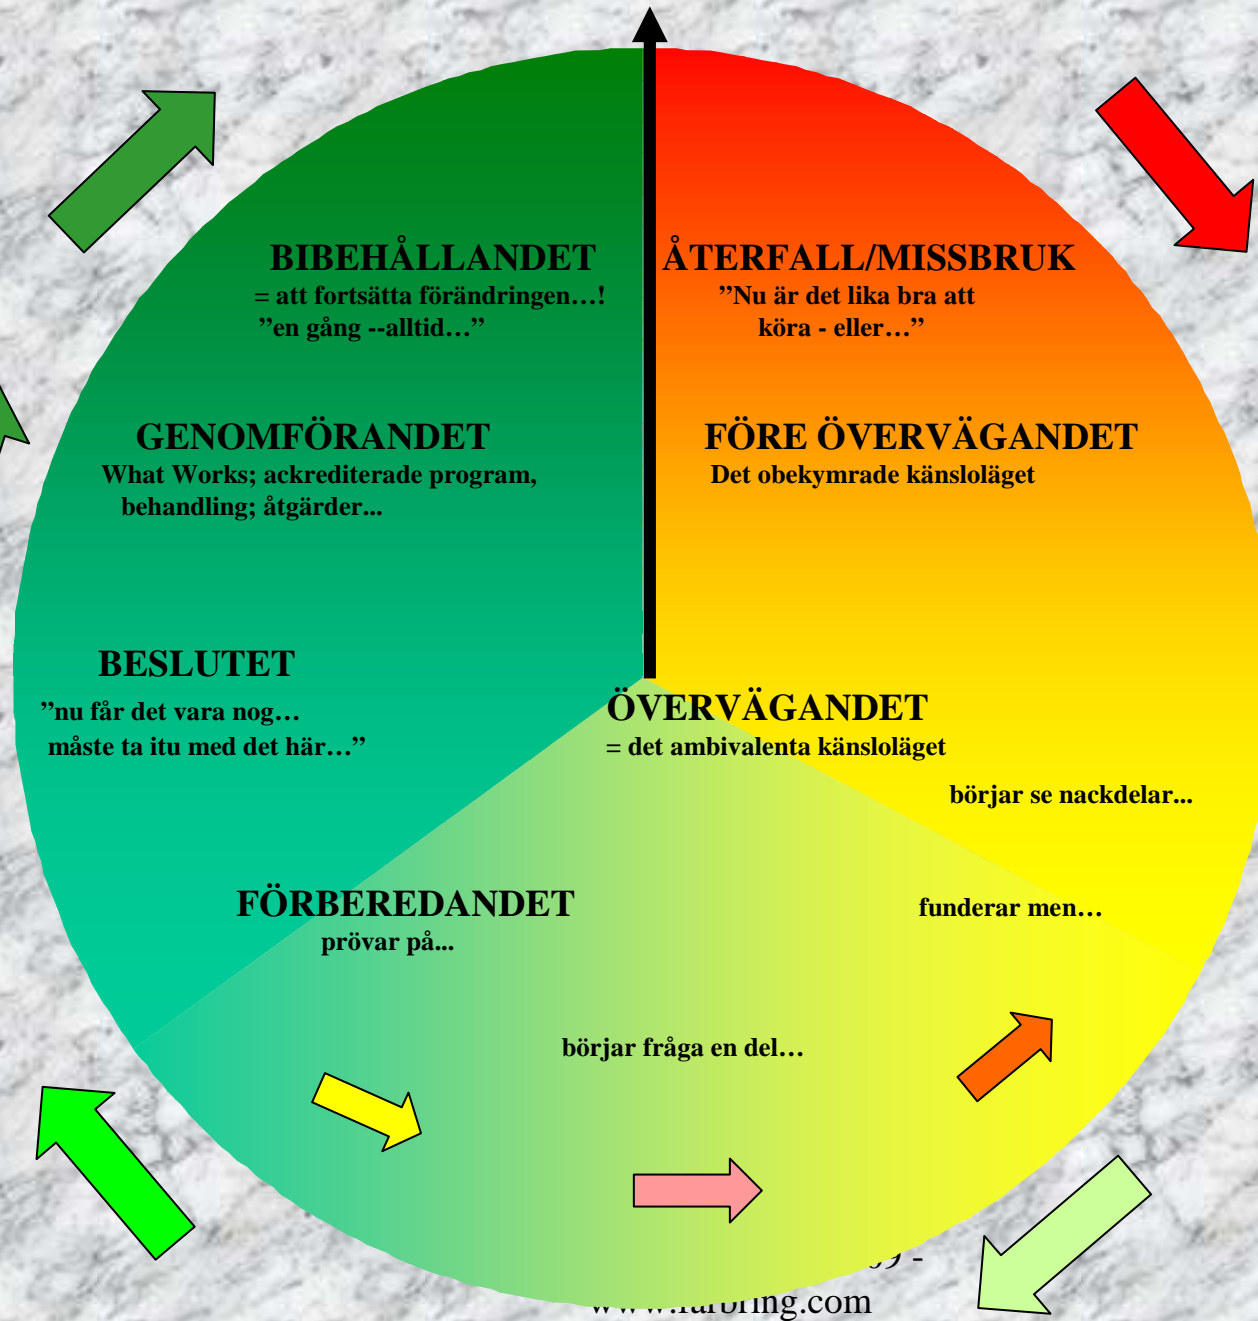 BIBEHÅLLANDET
= att fortsätta förändringen…!
”en gång --alltid…”
ÅTERFALL/MISSBRUK
”Nu är det lika bra att
köra - eller…”
GENOMFÖRANDET
What Works; ackrediterade program,
behandling; åtgärder...
FÖRE ÖVERVÄGANDET
Det obekymrade känsloläget
BESLUTET
”nu får det vara nog…
måste ta itu med det här…”
ÖVERVÄGANDET
= det ambivalenta känsloläget
börjar se nackdelar...
FÖRBEREDANDET
prövar på...
funderar men…
börjar fråga en del…
-
www.farbring.com